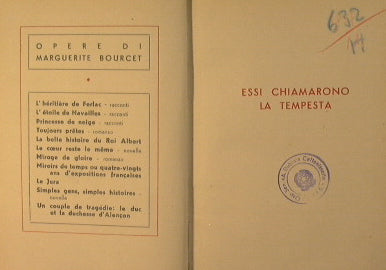 OPERE DI
MARGUERITE BOURCET
L'héritière de Ferlac - racconti
L'étoile de Navailles - racconti
Princesse de neige - racconti
Toujours prêtes - romanzo
La belle histoire du Roi Albert
Le cœur reste le même - novelle
Mirage de gloire - romanzo
Miroirs du temps ou quatre-vingts
ans d'expositions françaises
Le Jura
Simples gens, simples histoires -
novelle
Un couple de tragédie: le duc
et la duchesse d'Alençon
632
ESSI CHIAMARONO
LA TEMPESTA